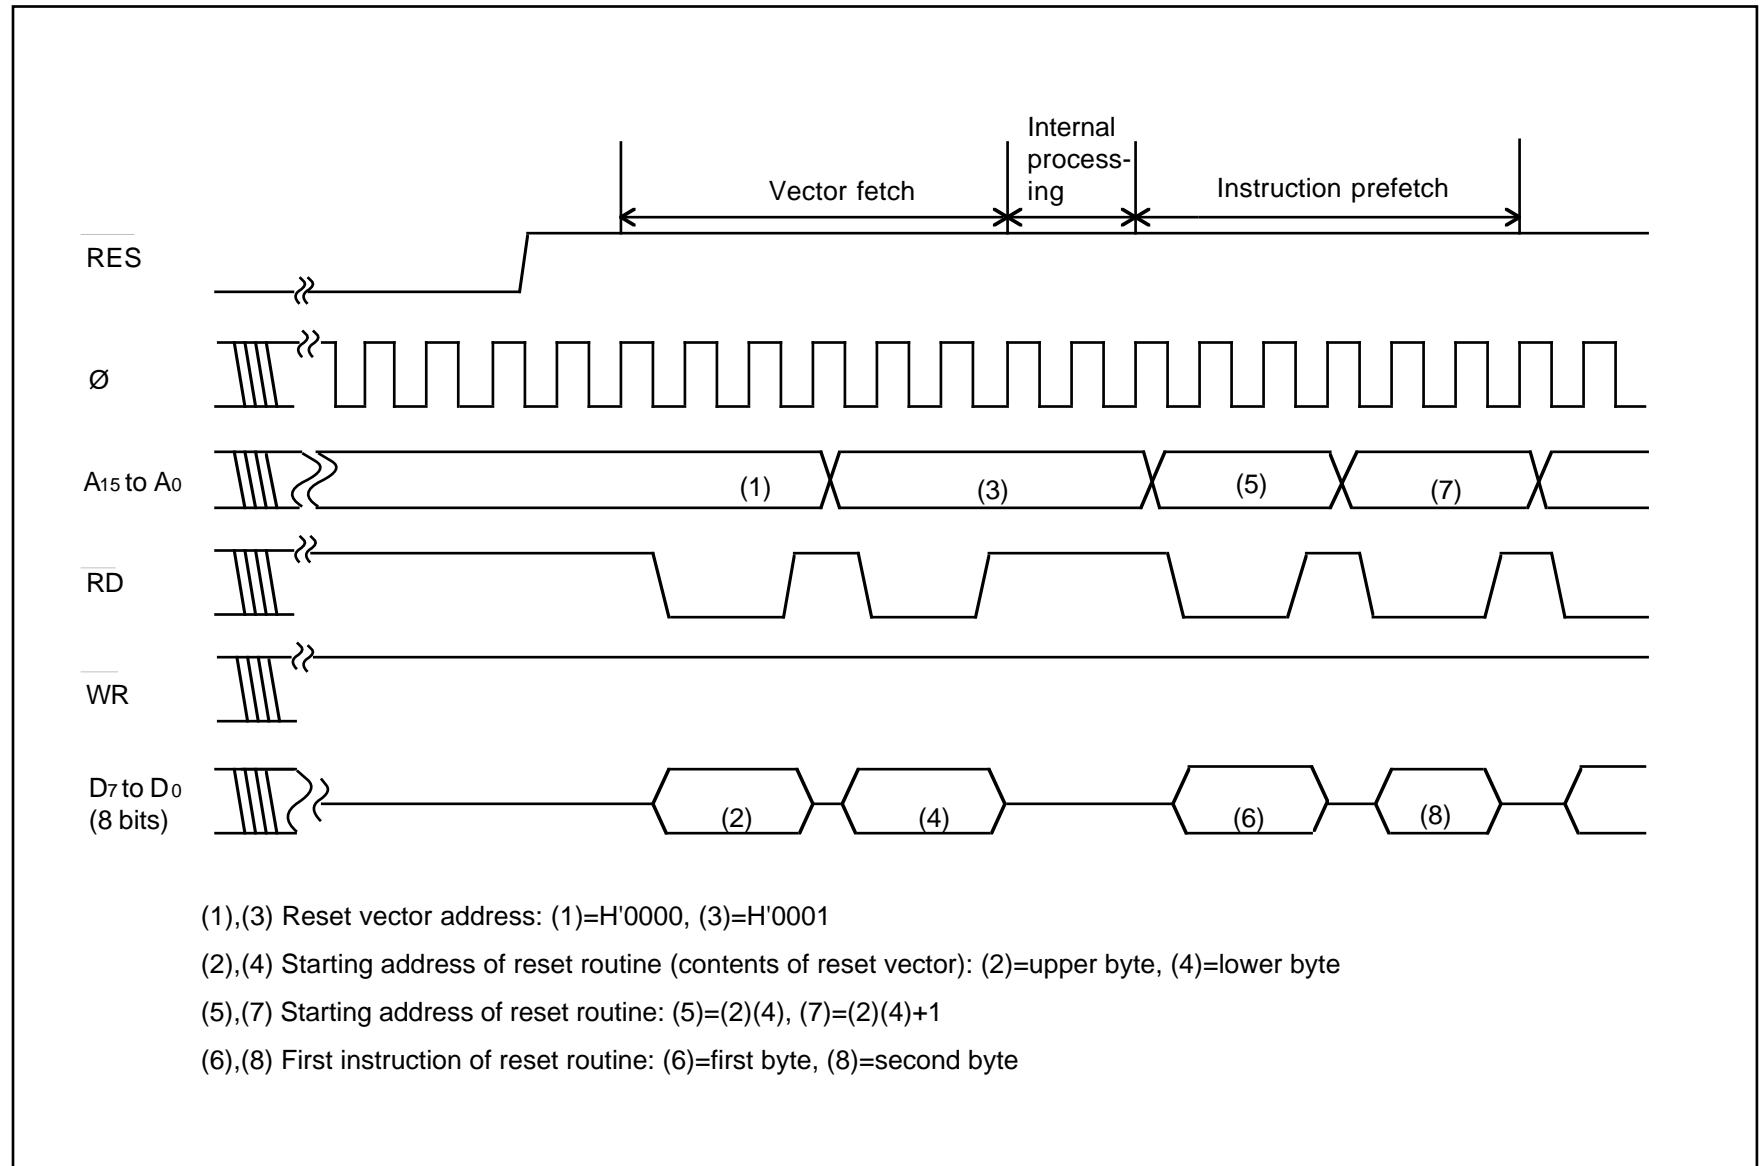 Internal
process-
ing
Vector fetch
Instruction prefetch
RES
Ø
A15 to A0
(1)
(3)
(5)
(7)
RD
WR
D7 to D0
(8 bits)
(2)
(4)
(6)
(8)
(1),(3) Reset vector address: (1)=H'0000, (3)=H'0001
(2),(4) Starting address of reset routine (contents of reset vector): (2)=upper byte, (4)=lower byte
(5),(7) Starting address of reset routine: (5)=(2)(4), (7)=(2)(4)+1
(6),(8) First instruction of reset routine: (6)=first byte, (8)=second byte